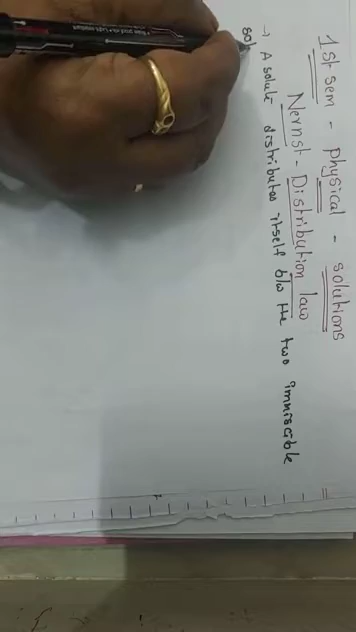 1st sem - physical - solutions
Nernst - Distribution law
→ A solute distributes itself b/w the two immiscible
sol